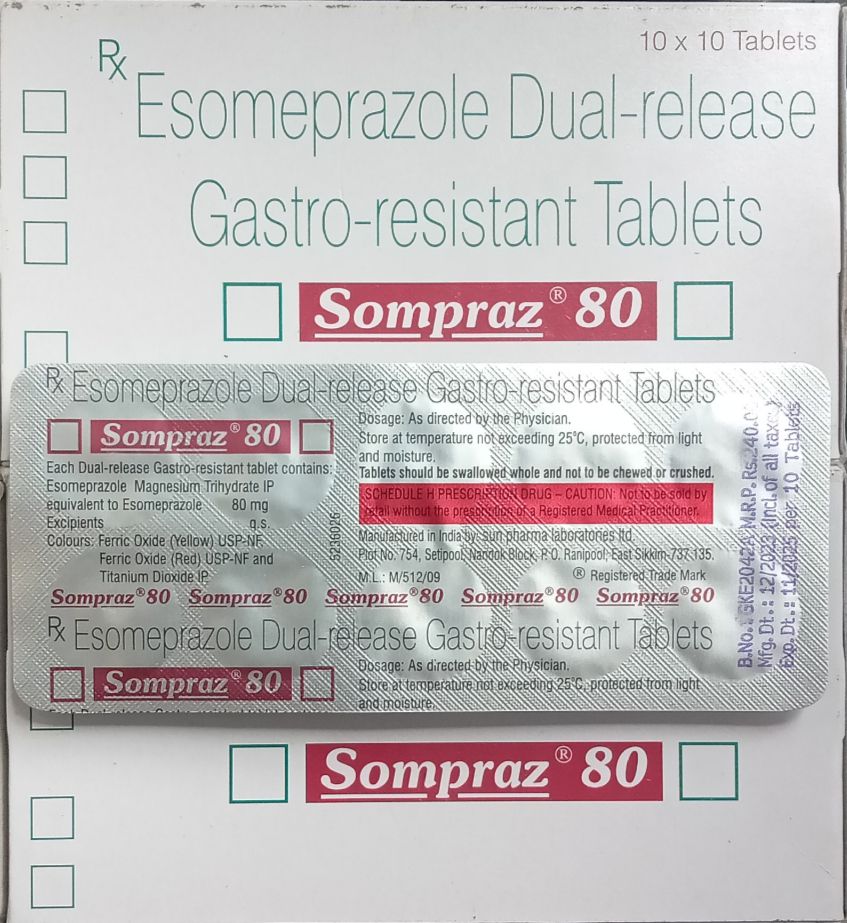 10 x 10 Tablets
Rx Esomeprazole Dual-release
Gastro-resistant Tablets
Sompraz® 80
Rx Esomeprazole Dual-release Gastro-resistant Tablets
Sompraz® 80
Each Dual-release Gastro-resistant tablet contains:
Esomeprazole Magnesium Trihydrate IP
equivalent to Esomeprazole 80 mg
Excipients q.s.
Colours: Ferric Oxide (Yellow) USP-NF,
Ferric Oxide (Red) USP-NF and
Titanium Dioxide IP
Dosage: As directed by the Physician.
Store at temperature not exceeding 25°C, protected from light
and moisture.
Tablets should be swallowed whole and not to be chewed or crushed.
SCHEDULE H PRESCRIPTION DRUG – CAUTION: Not to be sold by
retail without the prescription of a Registered Medical Practitioner.
Manufactured in India by: Sun pharma laboratories ltd.
Plot No. 754, Setipool, Nandok Block, P.O. Ranipool, East Sikkim-737 135.
M.L.: M/512/09 ® Registered Trade Mark
5236026
Sompraz®80 Sompraz®80 Sompraz®80 Sompraz®80 Sompraz®80
Rx Esomeprazole Dual-release Gastro-resistant Tablets
Sompraz® 80
Dosage: As directed by the Physician.
Store at temperature not exceeding 25°C, protected from light
and moisture.
B.No.: GKE2042A M.R.P. Rs.240.0
Mfg.Dt.: 12/2023 (Incl. of all taxes)
Exp.Dt.: 11/2025 per 10 Tablets
Sompraz® 80